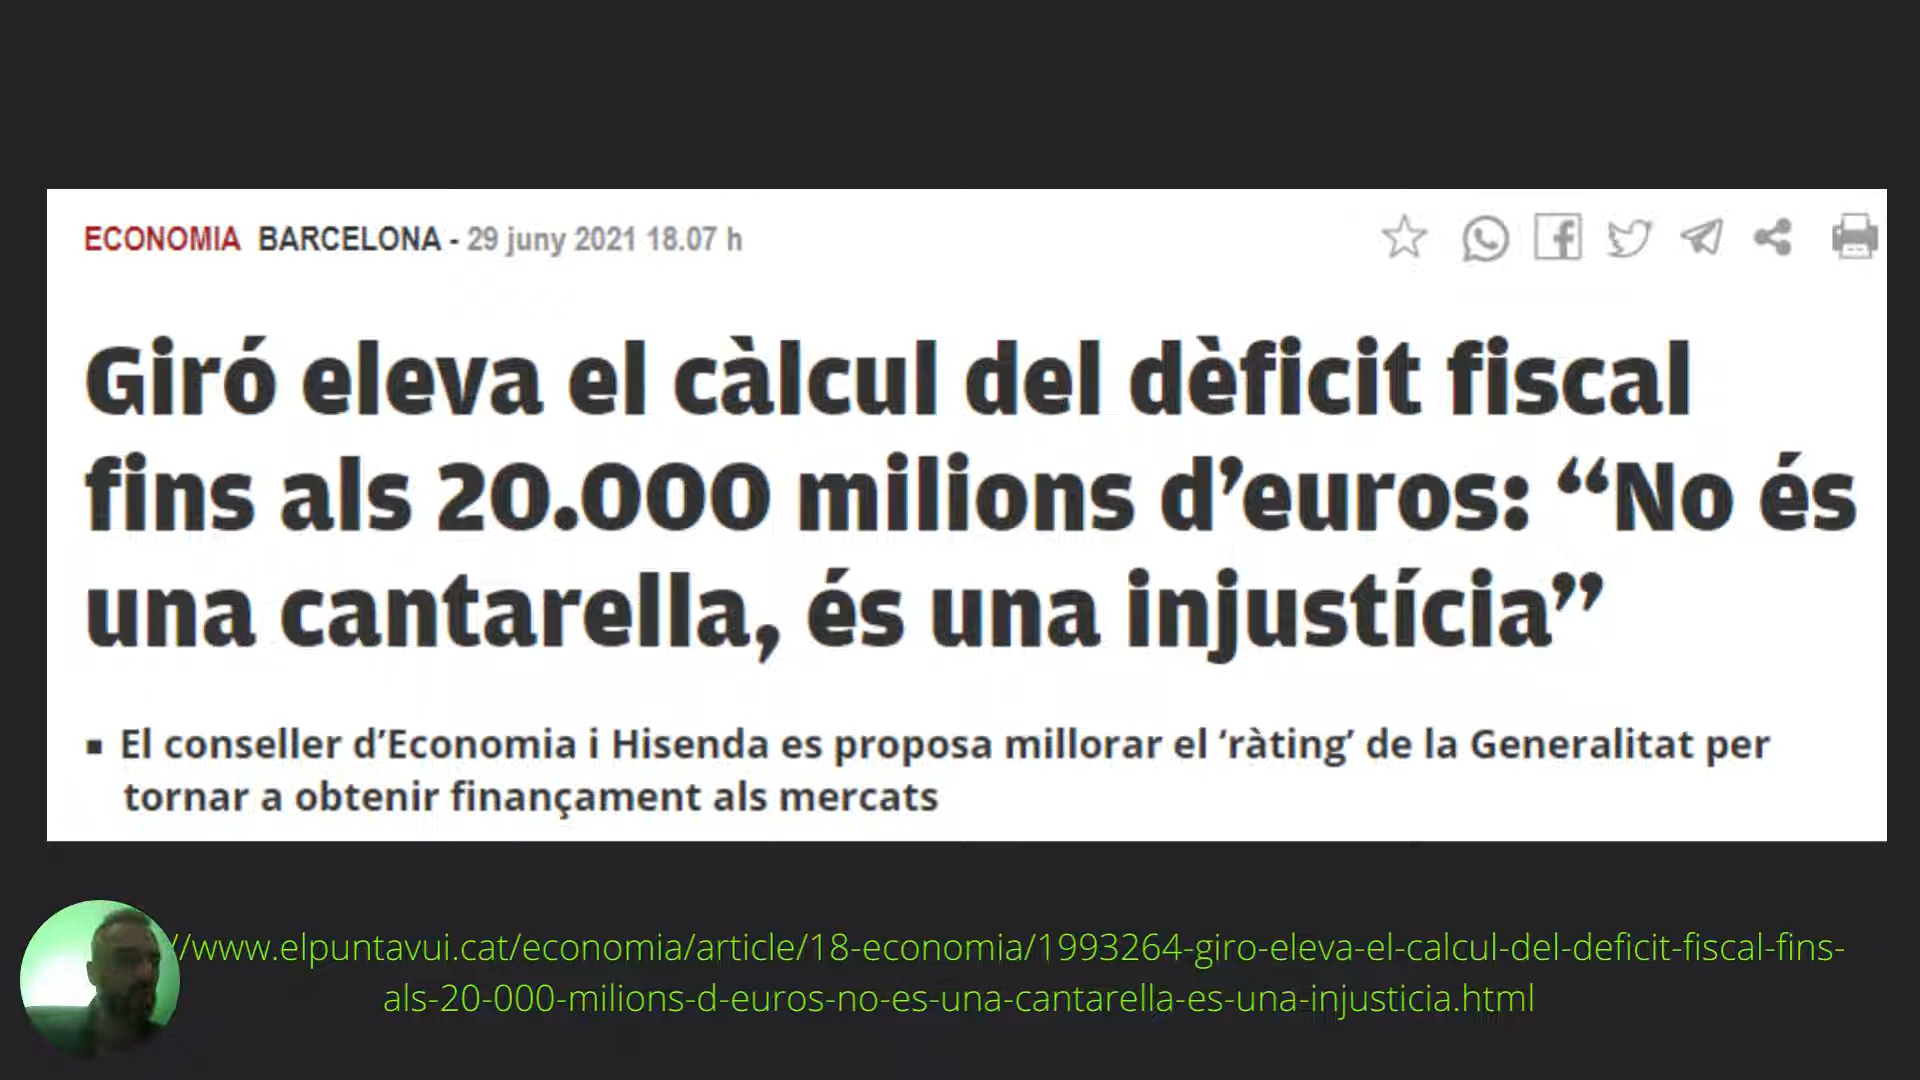 ECONOMIA BARCELONA - 29 juny 2021 18.07 h
Giró eleva el càlcul del dèficit fiscal
fins als 20.000 milions d’euros: “No és
una cantarella, és una injustícia”
▪ El conseller d’Economia i Hisenda es proposa millorar el ‘ràting’ de la Generalitat per
tornar a obtenir finançament als mercats
//www.elpuntavui.cat/economia/article/18-economia/1993264-giro-eleva-el-calcul-del-deficit-fiscal-fins-
als-20-000-milions-d-euros-no-es-una-cantarella-es-una-injusticia.html